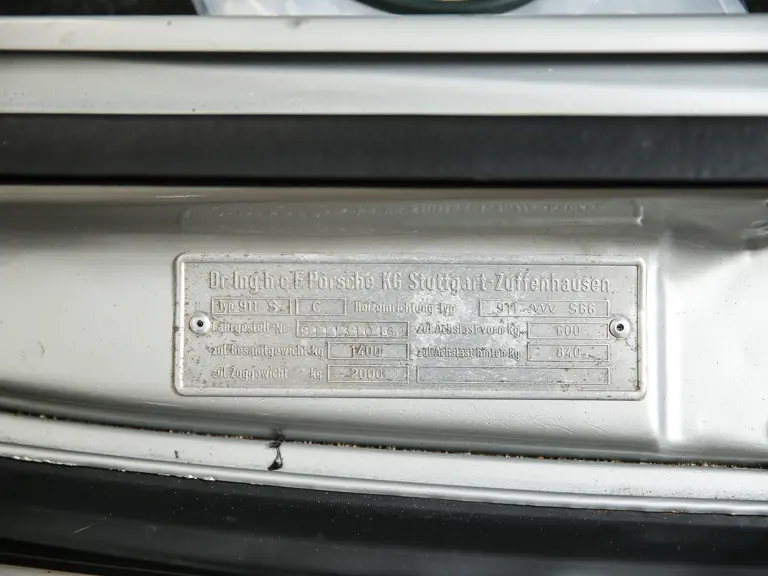 Dr. Ing. h. c. F. Porsche KG Stuttgart-Zuffenhausen
Typ 911 S C Heizeinrichtung Typ 911 VVV S66
Fahrgestell-Nr. zul. Achslast vorn kg 600
zul. Gesamtgewicht kg 1400 zul. Achslast hinten kg 840
zul. Zuggewicht kg 2000